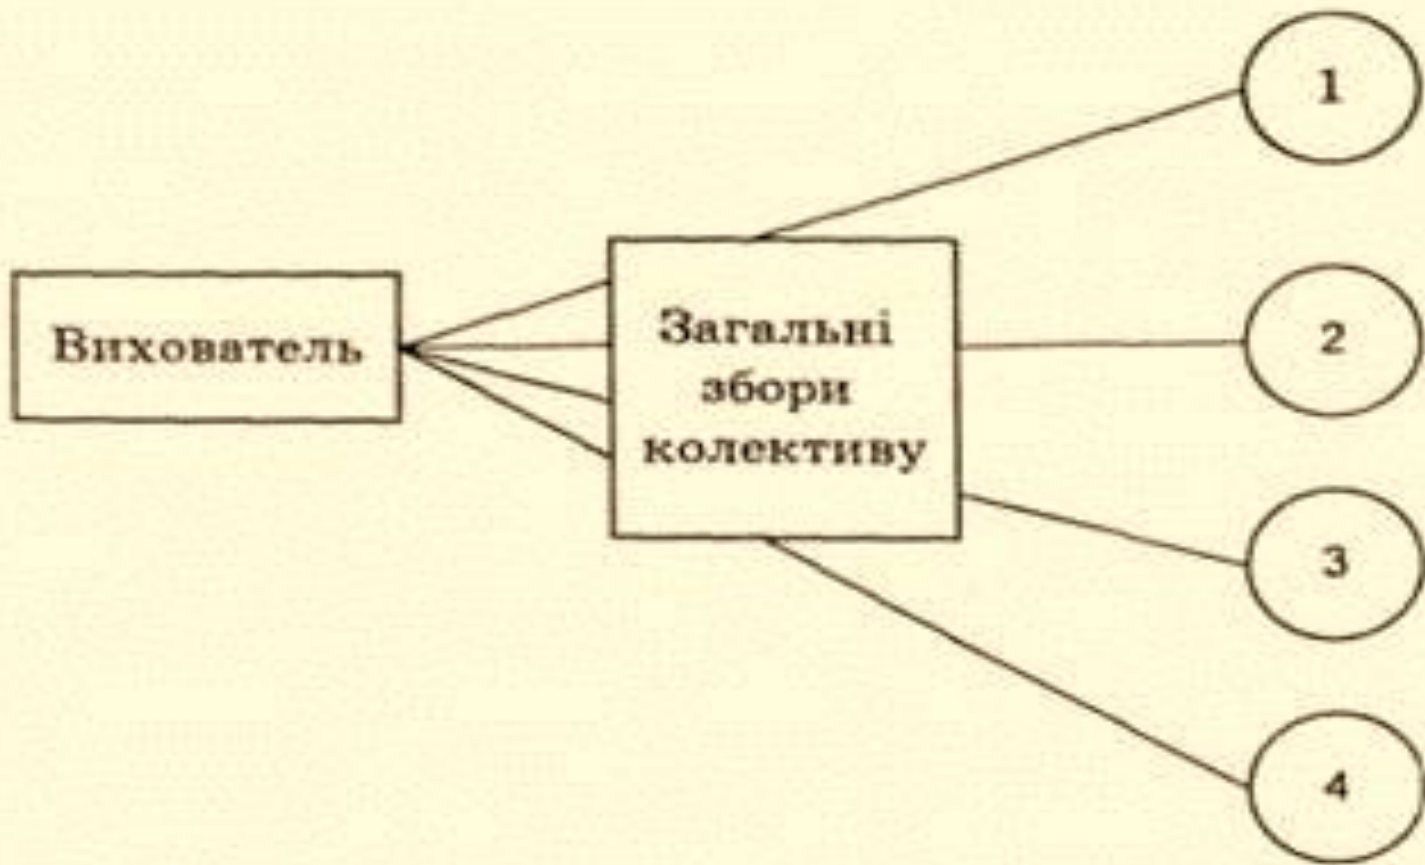 Вихователь
Загальні
збори
колективу
1
2
3
4